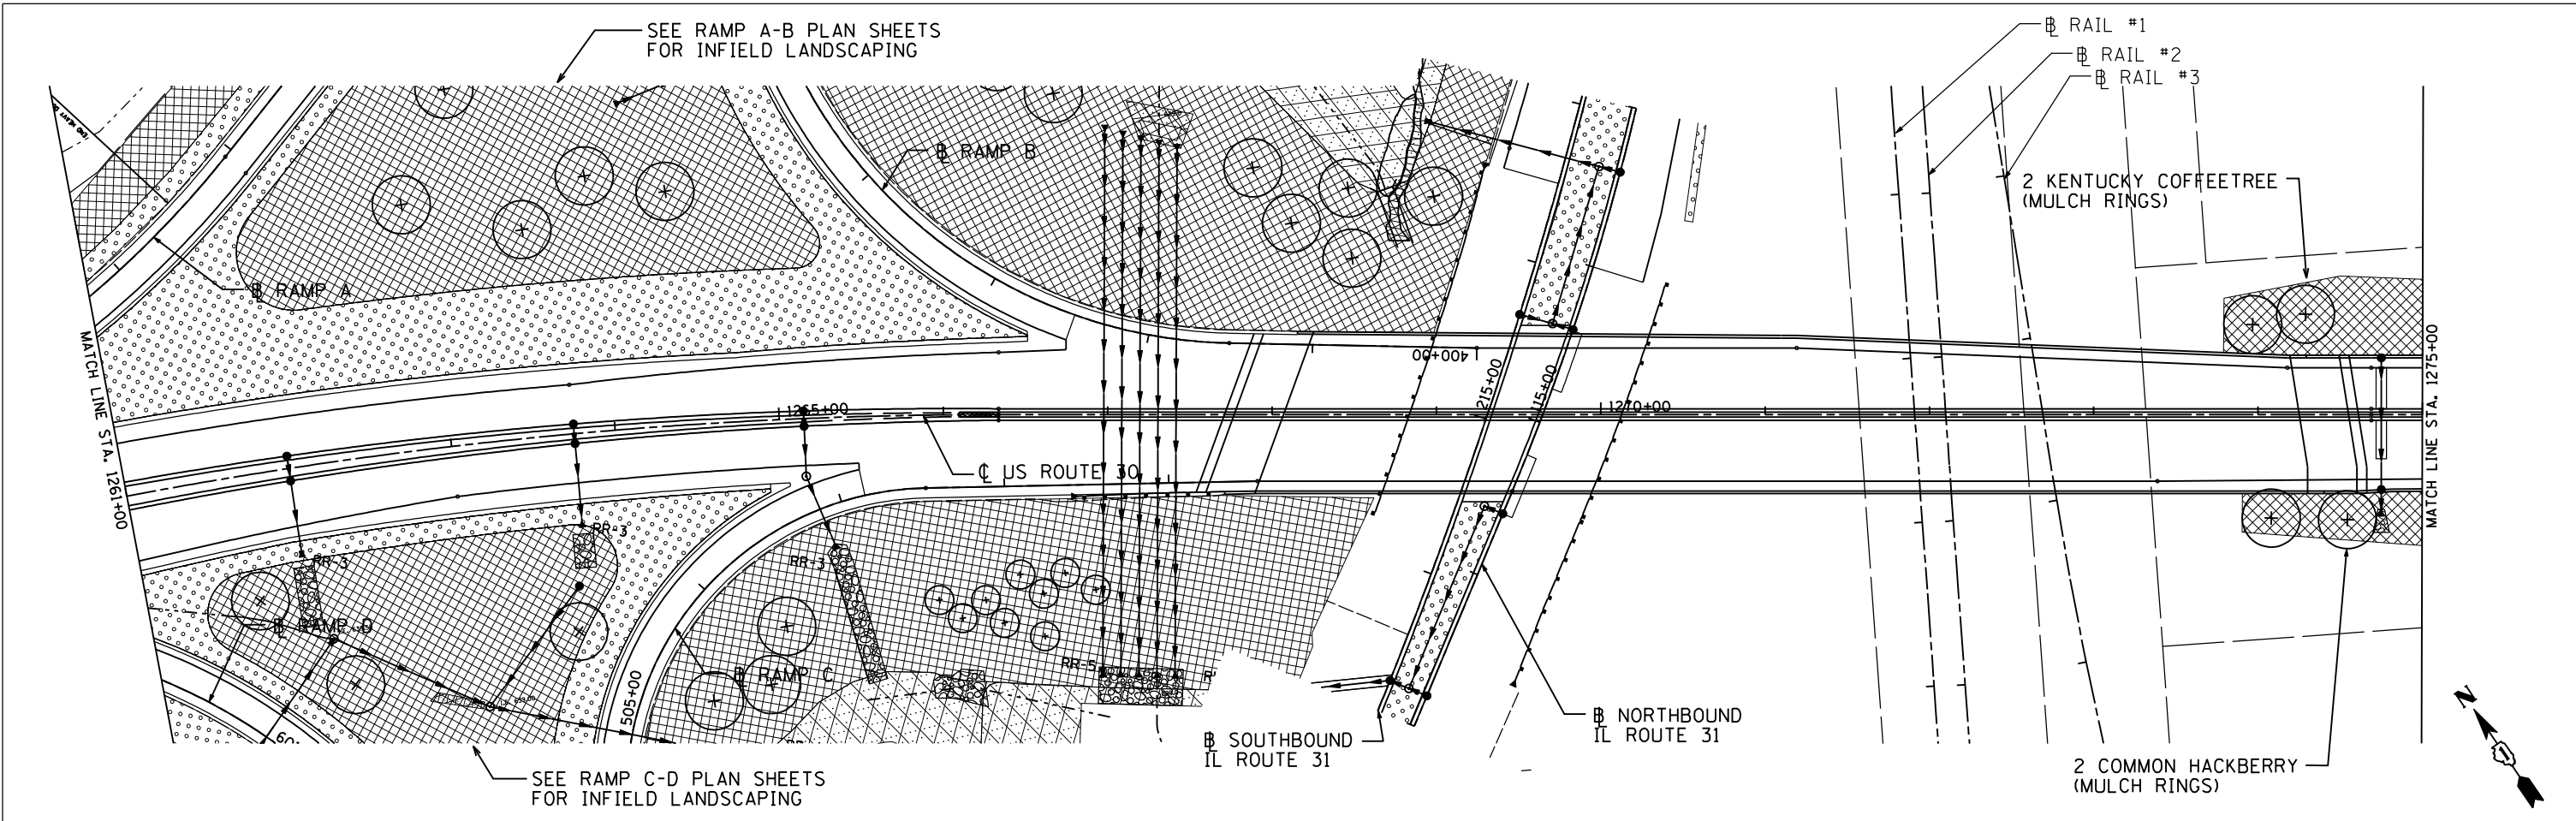 SEE RAMP A-B PLAN SHEETS
FOR INFIELD LANDSCAPING
℄ RAIL #1
℄ RAIL #2
℄ RAIL #3
℄ RAMP B
2 KENTUCKY COFFEETREE
(MULCH RINGS)
℄ RAMP A
MATCH LINE STA. 1261+00
MATCH LINE STA. 1275+00
400+00
215+00
115+00
1265+00
1270+00
℄ US ROUTE 30
RR-3
RR-3
RR-3
℄ RAMP D
℄ RAMP C
RR-5
505+00
℄ NORTHBOUND
IL ROUTE 31
℄ SOUTHBOUND
IL ROUTE 31
SEE RAMP C-D PLAN SHEETS
FOR INFIELD LANDSCAPING
2 COMMON HACKBERRY
(MULCH RINGS)
N